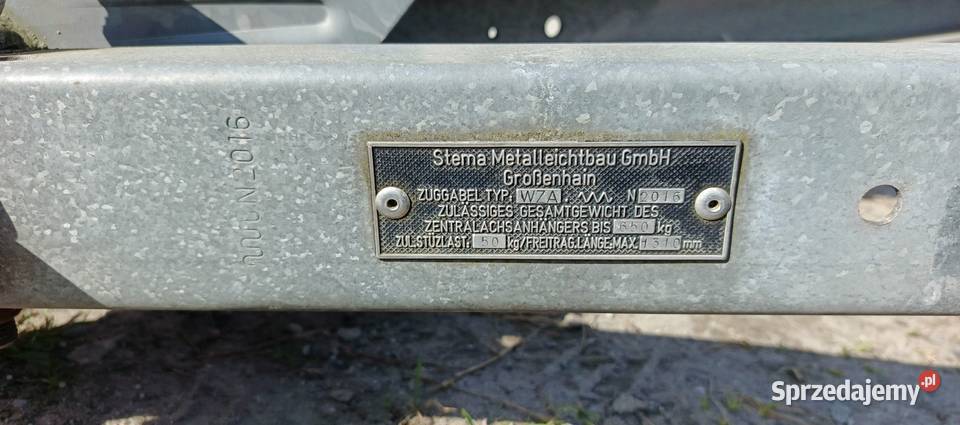 Stema Metalleichtbau GmbH
Großenhain
ZUGGABEL TYP: WZA. N 2016
ZULÄSSIGES GESAMTGEWICHT DES
ZENTRALACHSANHÄNGERS BIS 650 kg
ZUL.STÜZLAST: 50 kg/FREITRAG.LÄNGE.MAX. 1310 mm
N 2016
Sprzedajemy.pl